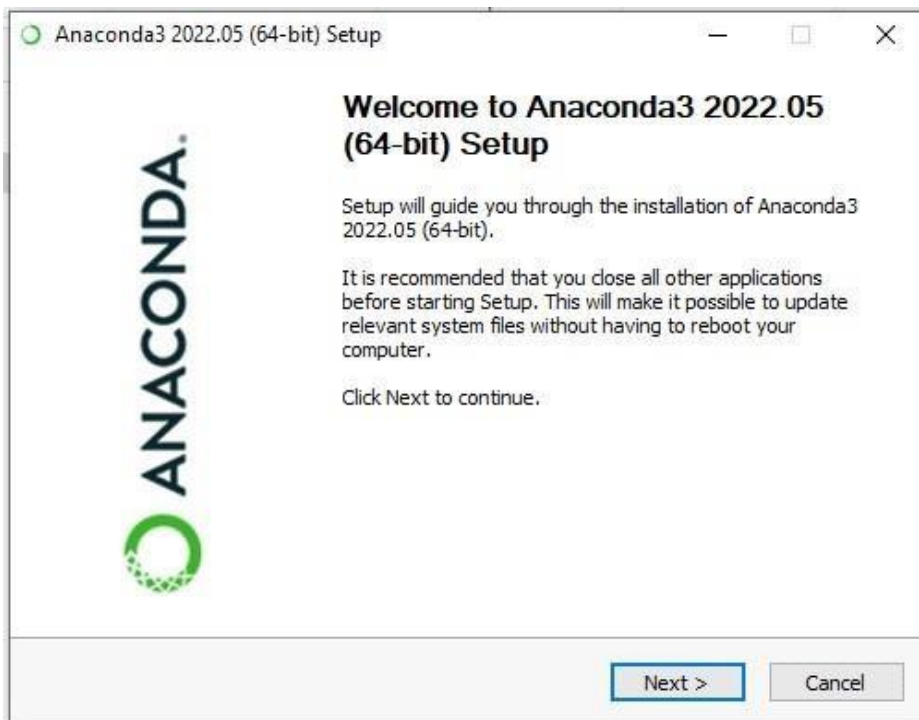 Anaconda3 2022.05 (64-bit) Setup
ANACONDA.
Welcome to Anaconda3 2022.05
(64-bit) Setup
Setup will guide you through the installation of Anaconda3
2022.05 (64-bit).
It is recommended that you close all other applications
before starting Setup. This will make it possible to update
relevant system files without having to reboot your
computer.
Click Next to continue.
Next >
Cancel